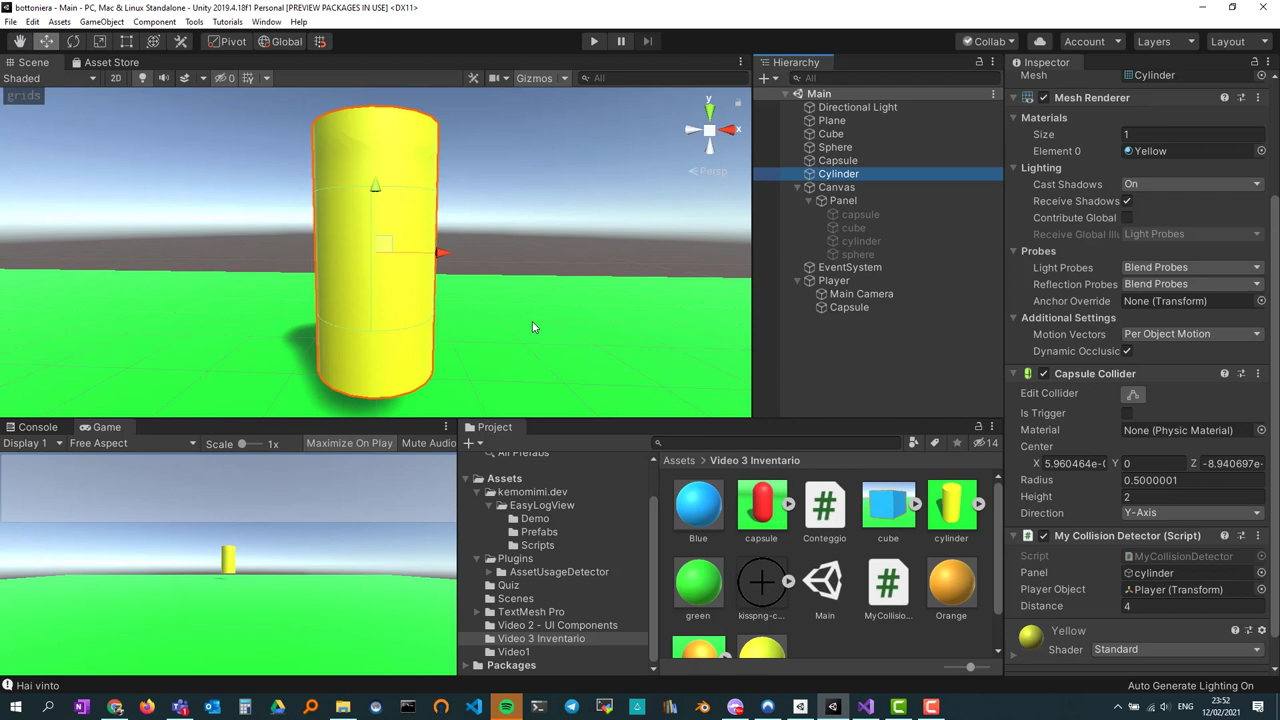 bottoniera - Main - PC, Mac & Linux Standalone - Unity 2019.4.18f1 Personal [PREVIEW PACKAGES IN USE] <DX11>
File Edit Assets GameObject Component Tools Tutorials Window Help
Pivot Global Collab Account Layers Layout
Scene Asset Store
Shaded 2D 0 Gizmos All
grids
y
x
Persp
Hierarchy
All
Main
Directional Light
Plane
Cube
Sphere
Capsule
Cylinder
Canvas
Panel
capsule
cube
cylinder
sphere
EventSystem
Player
Main Camera
Capsule
Inspector
Mesh Cylinder
Mesh Renderer
Materials
Size 1
Element 0 Yellow
Lighting
Cast Shadows On
Receive Shadows
Contribute Global
Receive Global Illu Light Probes
Probes
Light Probes Blend Probes
Reflection Probes Blend Probes
Anchor Override None (Transform)
Additional Settings
Motion Vectors Per Object Motion
Dynamic Occlusic
Capsule Collider
Edit Collider
Is Trigger
Material None (Physic Material)
Center
X 5.960464e-( Y 0 Z -8.940697e-
Radius 0.5000001
Height 2
Direction Y-Axis
My Collision Detector (Script)
Script MyCollisionDetector
Panel cylinder
Player Object Player (Transform)
Distance 4
Yellow
Shader Standard
Console Game
Display 1 Free Aspect Scale 1x Maximize On Play Mute Audio
Project
14
All Prefabs
Assets
kemomimi.dev
EasyLogView
Demo
Prefabs
Scripts
Plugins
AssetUsageDetector
Quiz
Scenes
TextMesh Pro
Video 2 - UI Components
Video 3 Inventario
Video1
Packages
Assets > Video 3 Inventario
Blue capsule Conteggio cube cylinder
green kisspng-c... Main MyCollisio... Orange
Hai vinto
Auto Generate Lighting On
23:52
12/02/2021